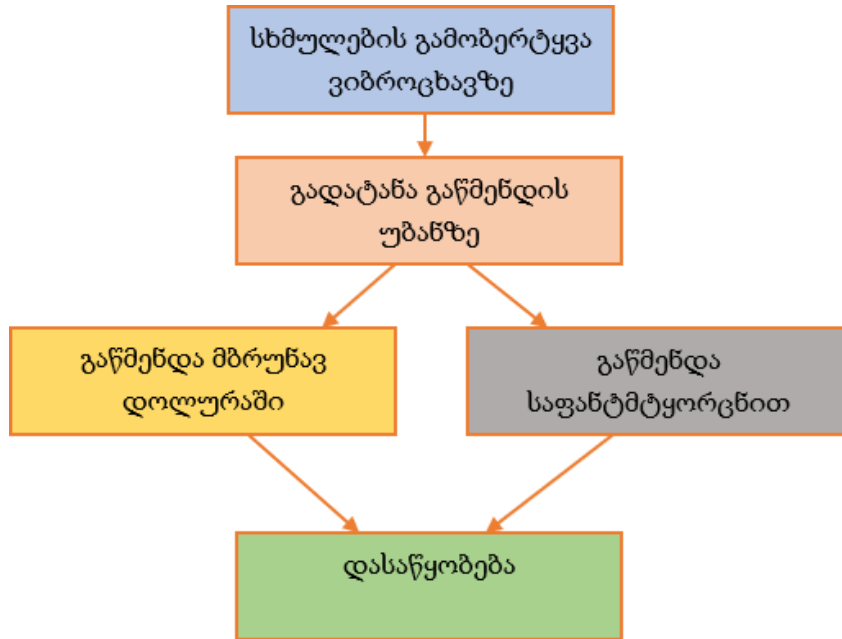 სხმულების გამობერტყვა
ვიბროცხავზე
გადატანა გაწმენდის
უბანზე
გაწმენდა მბრუნავ
დოლურაში
გაწმენდა
საფანტმტყორცნით
დასაწყობება